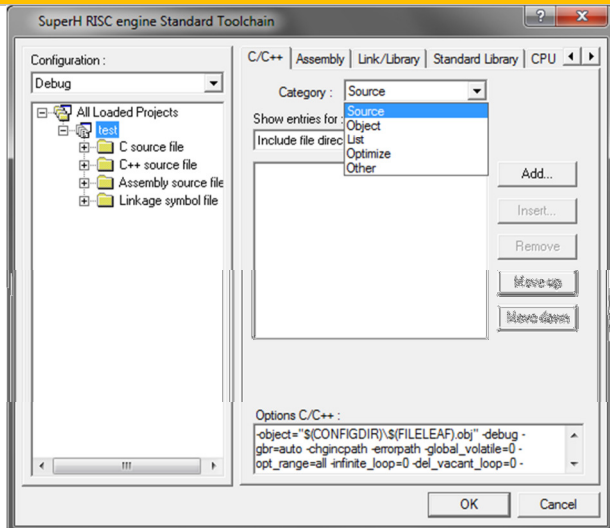 SuperH RISC engine Standard Toolchain
Configuration :
Debug
All Loaded Projects
test
C source file
C++ source file
Assembly source file
Linkage symbol file
C/C++ Assembly Link/Library Standard Library CPU
Category : Source
Show entries for :
Include file direc
Source
Object
List
Optimize
Other
Add...
Insert...
Remove
Move up
Move down
Options C/C++ :
-object="$(CONFIGDIR)\$(FILELEAF).obj" -debug -
gbr=auto -chgincpath -errorpath -global_volatile=0 -
opt_range=all -infinite_loop=0 -del_vacant_loop=0 -
OK Cancel